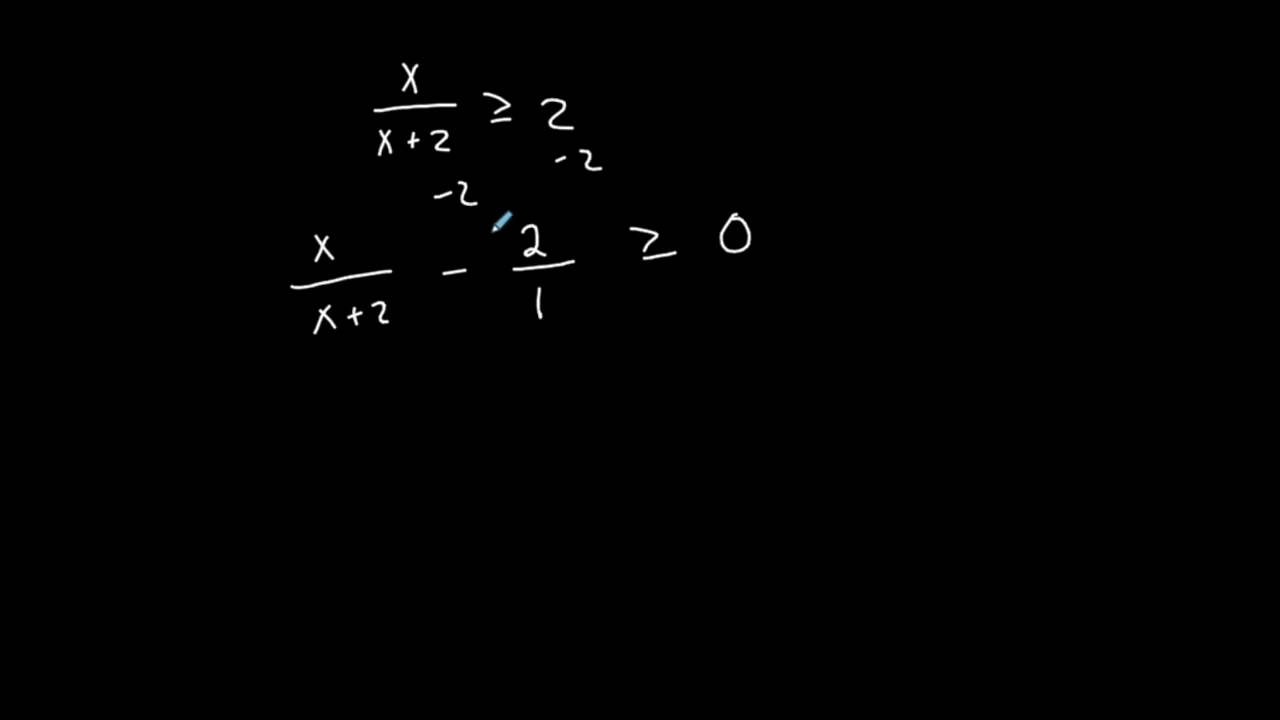 x
― ≥ 2
x + 2
-2 -2
x/(x+2) - 2/1 ≥ 0